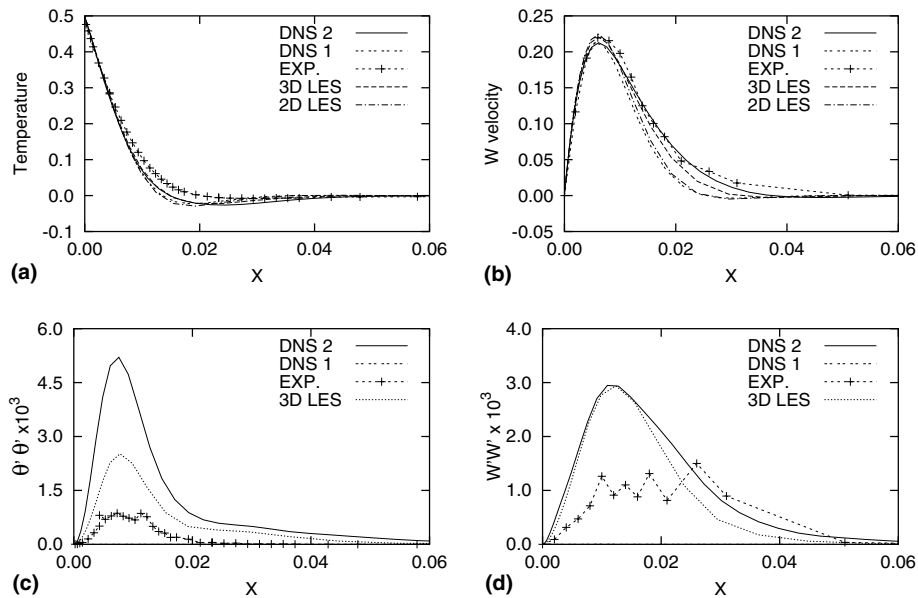 0.5
0.4
0.3
0.2
0.1
0.0
-0.1
Temperature
DNS 2
DNS 1
EXP.
3D LES
2D LES
0.00 0.02 0.04 0.06
(a)
X
0.25
0.20
0.15
0.10
0.05
0.00
-0.05
W velocity
DNS 2
DNS 1
EXP.
3D LES
2D LES
0.00 0.02 0.04 0.06
(b)
X
6.0
4.5
3.0
1.5
0.0
θ' θ' x10³
DNS 2
DNS 1
EXP.
3D LES
0.00 0.02 0.04 0.06
(c)
X
4.0
3.0
2.0
1.0
0.0
W'W' x 10³
DNS 2
DNS 1
EXP.
3D LES
0.00 0.02 0.04 0.06
(d)
X